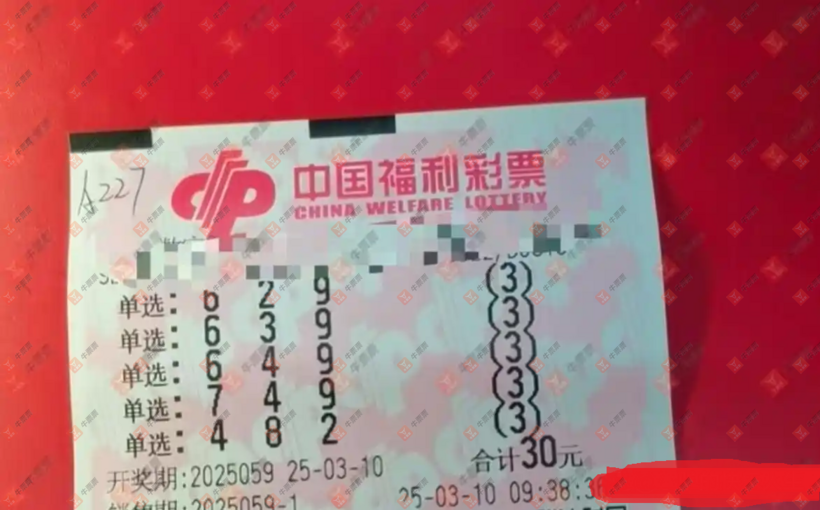 A227
中国福利彩票
CHINA WELFARE LOTTERY
单选: 6 2 9 (3)
单选: 6 3 9 (3)
单选: 6 4 9 (3)
单选: 7 4 9 (3)
单选: 4 8 2 (3)
开奖期:2025059 25-03-10 合计30元
销售期:2025059-1 25-03-10 09:38:3